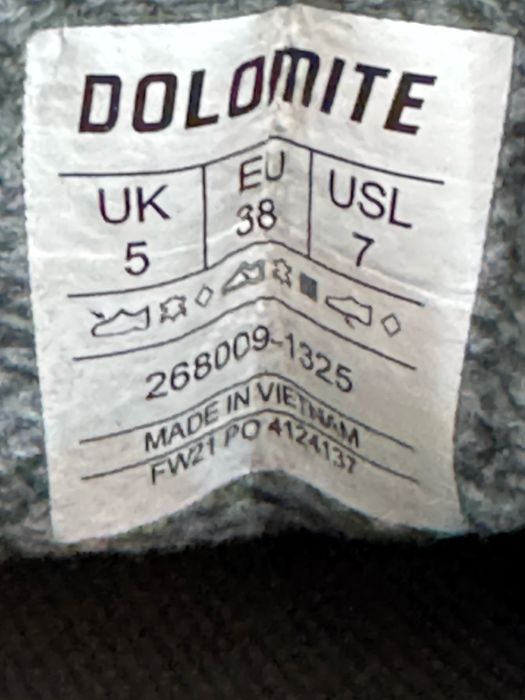 DOLOMITE
UK EU USL
5 38 7
268009-1325
MADE IN VIETNAM
FW21 PO 4124137